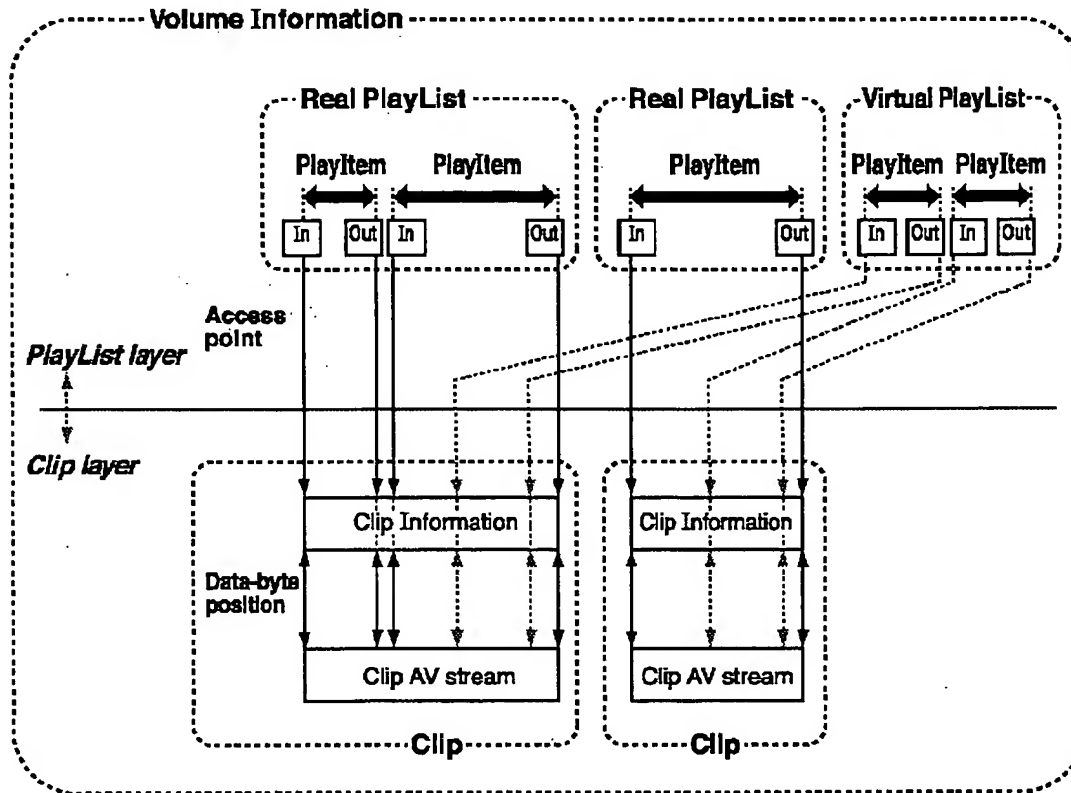 Volume Information
Real PlayList
Real PlayList
Virtual PlayList
PlayItem
PlayItem
PlayItem
PlayItem
PlayItem
In
Out
In
Out
In
Out
In
Out
In
Out
Access
point
PlayList layer
Clip layer
Clip Information
Clip Information
Data-byte
position
Clip AV stream
Clip AV stream
Clip
Clip